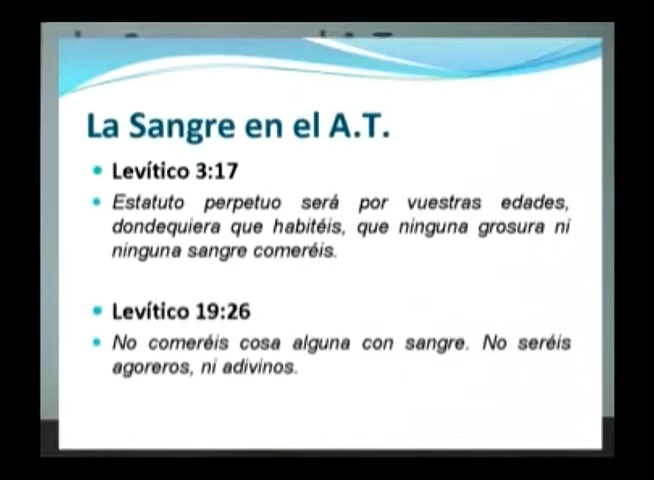 La Sangre en el A.T.
Levítico 3:17
Estatuto perpetuo será por vuestras edades,
dondequiera que habitéis, que ninguna grosura ni
ninguna sangre comeréis.
Levítico 19:26
No comeréis cosa alguna con sangre. No seréis
agoreros, ni adivinos.